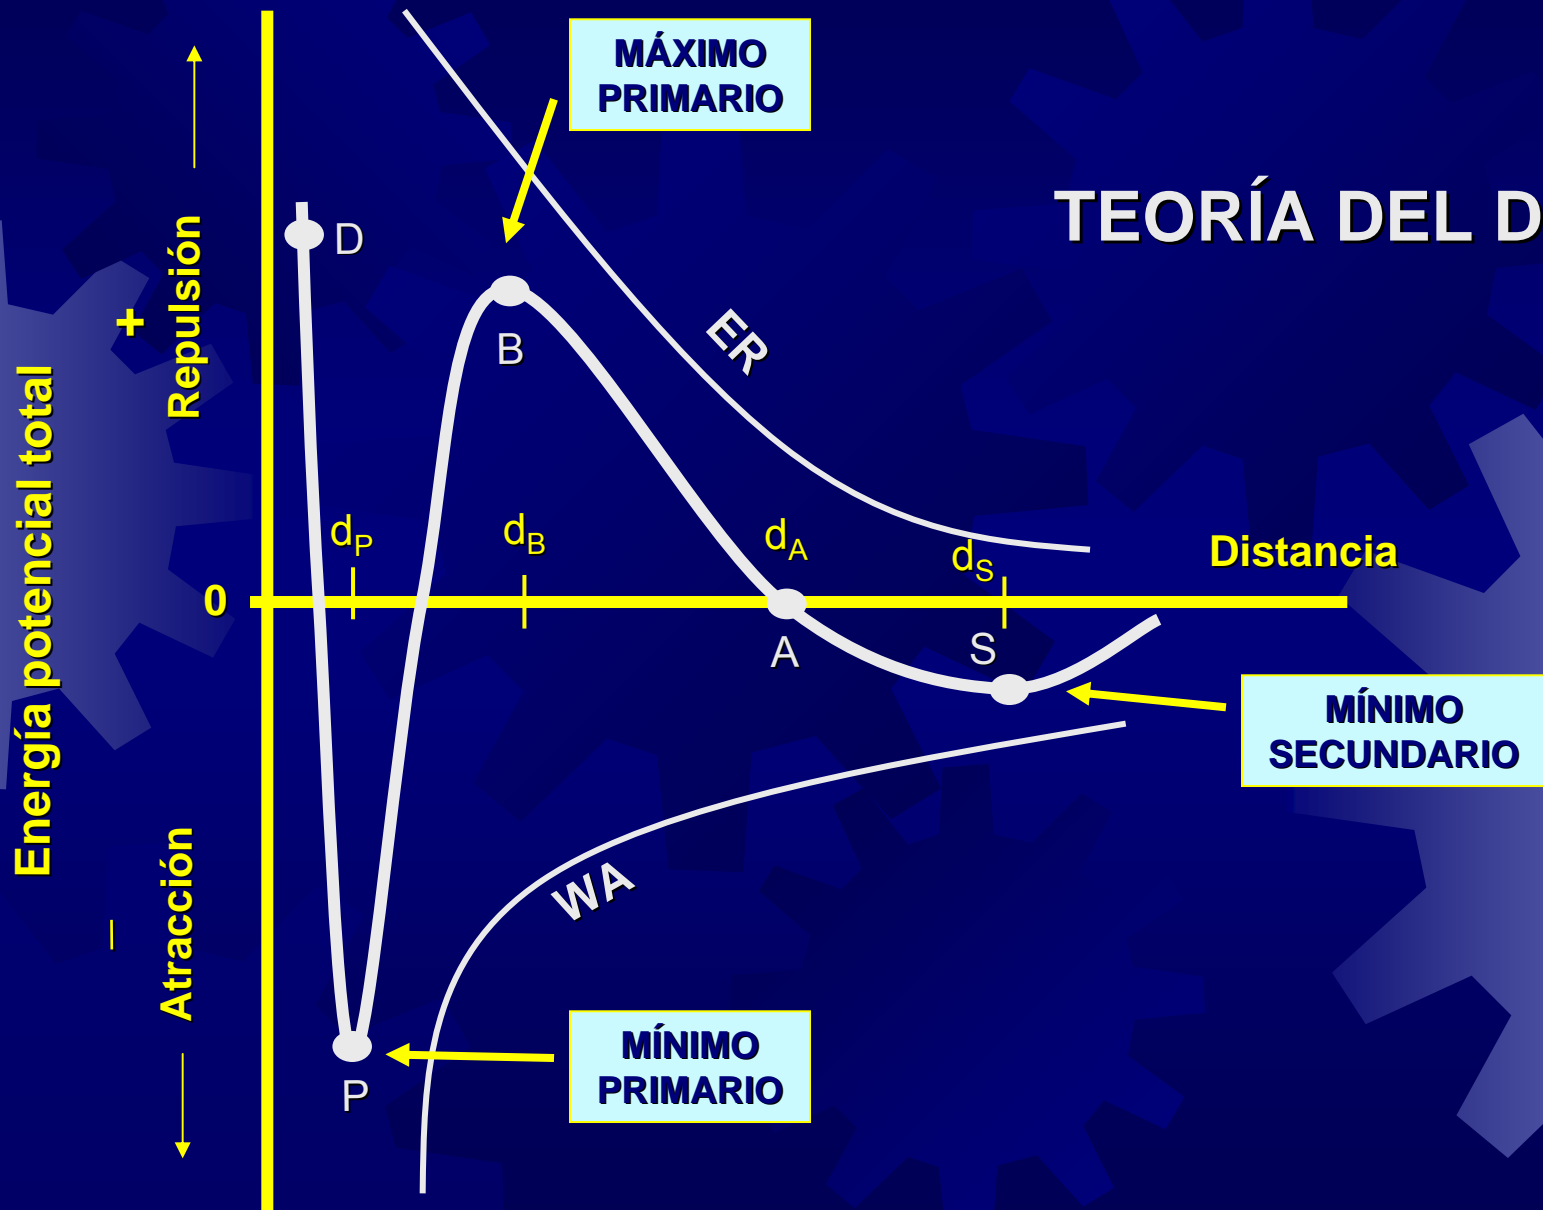 MÁXIMO
PRIMARIO
TEORÍA DEL D
D
Repulsión
+
B
ER
Energía potencial total
dP
dB
dA
dS
Distancia
0
A
S
MÍNIMO
SECUNDARIO
WA
Atracción
–
MÍNIMO
PRIMARIO
P